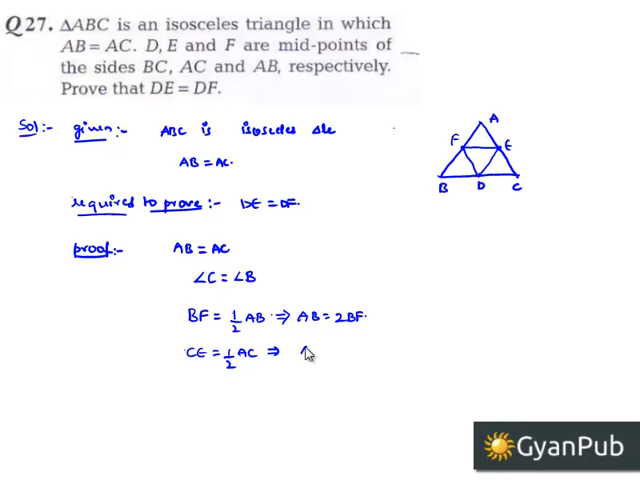 Q27. ΔABC is an isosceles triangle in which
AB = AC. D, E and F are mid-points of
the sides BC, AC and AB, respectively.
Prove that DE = DF.
Sol:- given:- ABC is isosceles Δle
AB = AC.
required to prove:- DE = DF.
proof:- AB = AC
∠C = ∠B
BF = 1/2 AB ⇒ AB = 2BF.
CE = 1/2 AC ⇒
A
F
E
B
D
C
GyanPub